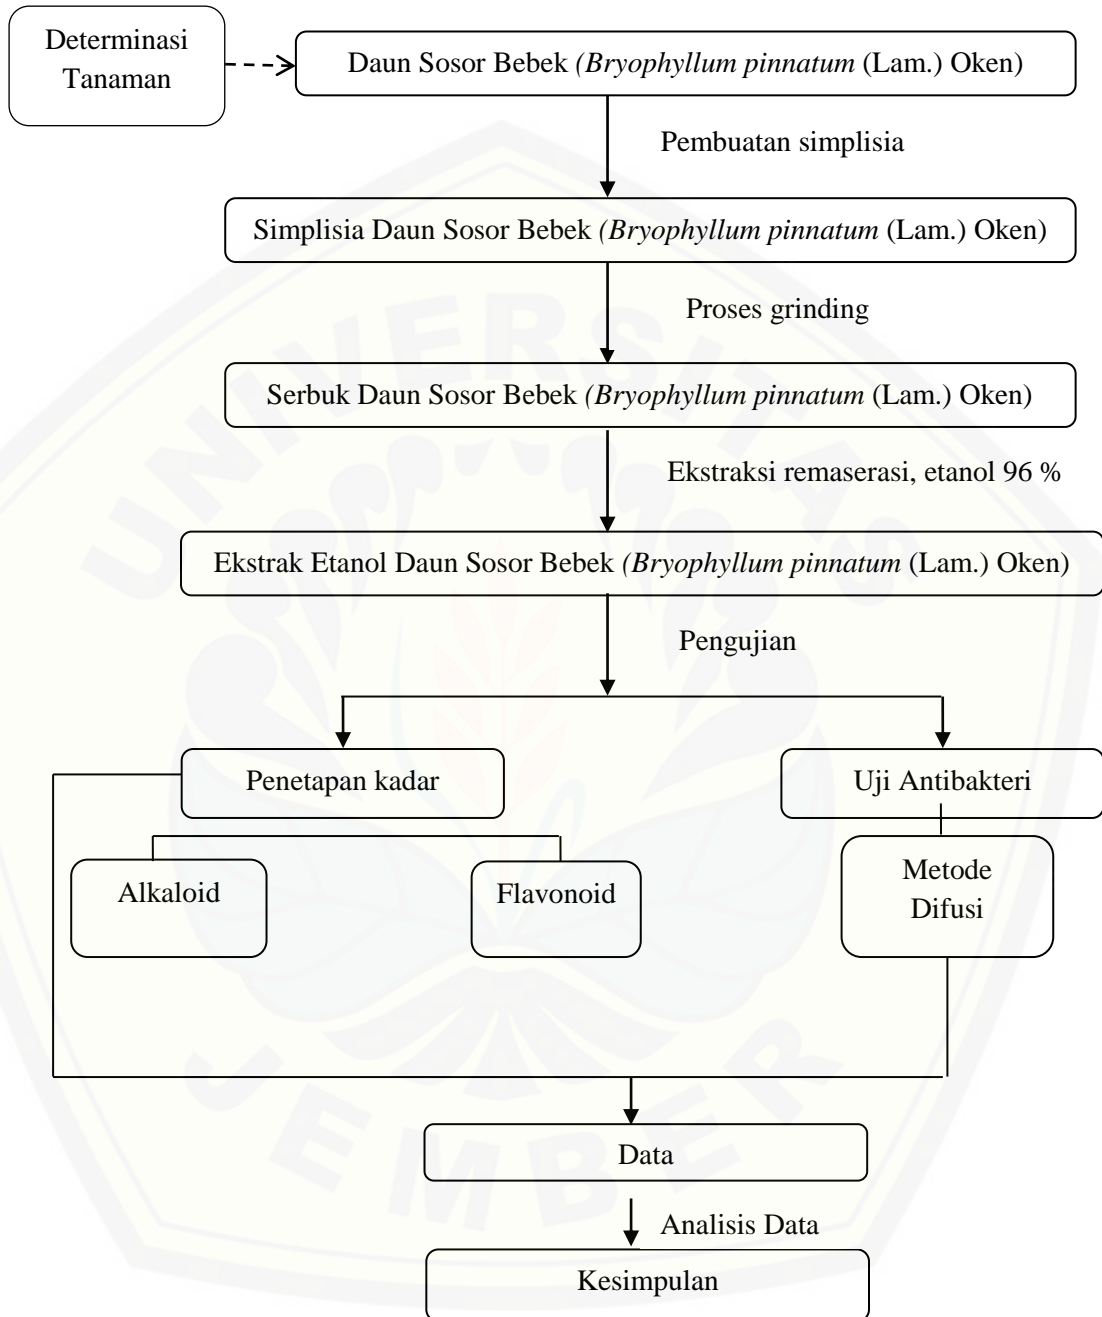 Determinasi
Tanaman
Daun Sosor Bebek (Bryophyllum pinnatum (Lam.) Oken)
Pembuatan simplisia
Simplisia Daun Sosor Bebek (Bryophyllum pinnatum (Lam.) Oken)
Proses grinding
Serbuk Daun Sosor Bebek (Bryophyllum pinnatum (Lam.) Oken)
Ekstraksi remaserasi, etanol 96 %
Ekstrak Etanol Daun Sosor Bebek (Bryophyllum pinnatum (Lam.) Oken)
Pengujian
Penetapan kadar
Uji Antibakteri
Alkaloid
Flavonoid
Metode
Difusi
Data
Analisis Data
Kesimpulan
UNIVERSITAS
JEMBER